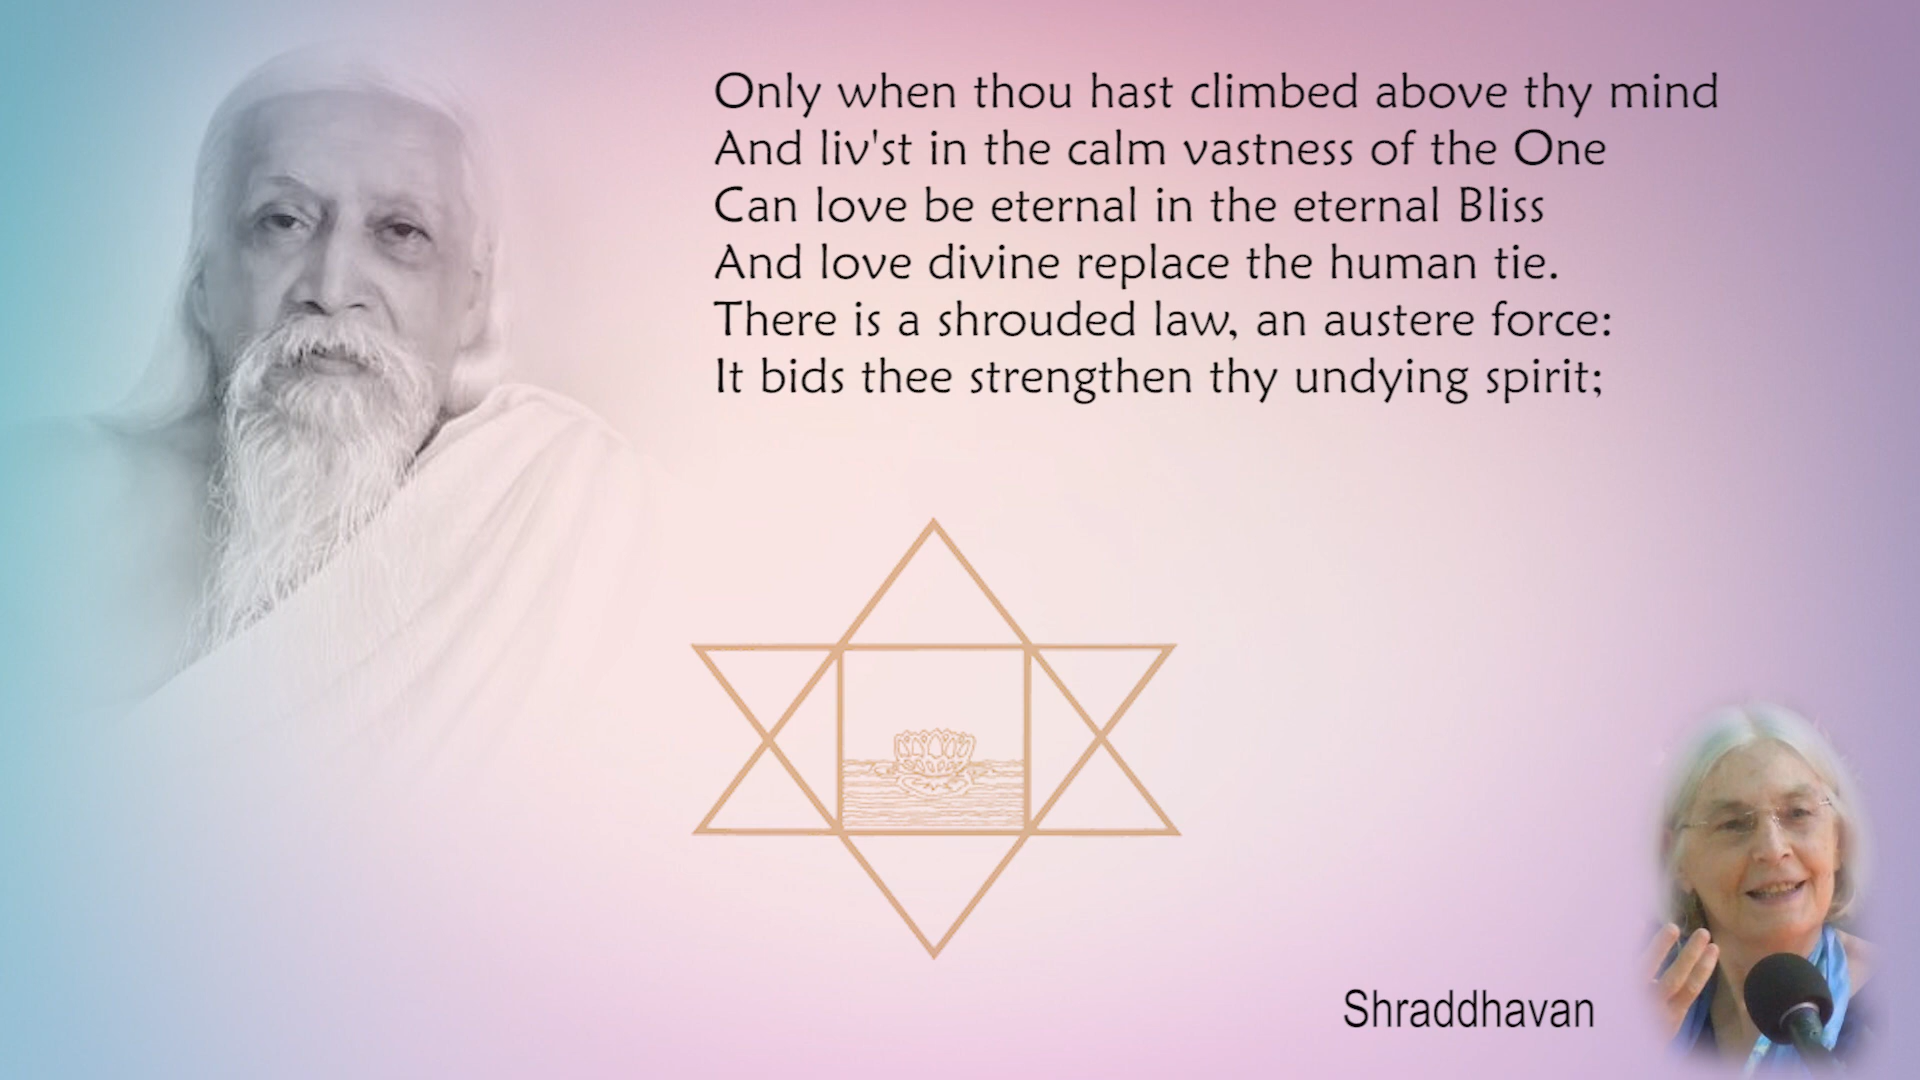 Only when thou hast climbed above thy mind
And liv'st in the calm vastness of the One
Can love be eternal in the eternal Bliss
And love divine replace the human tie.
There is a shrouded law, an austere force:
It bids thee strengthen thy undying spirit;
Shraddhavan